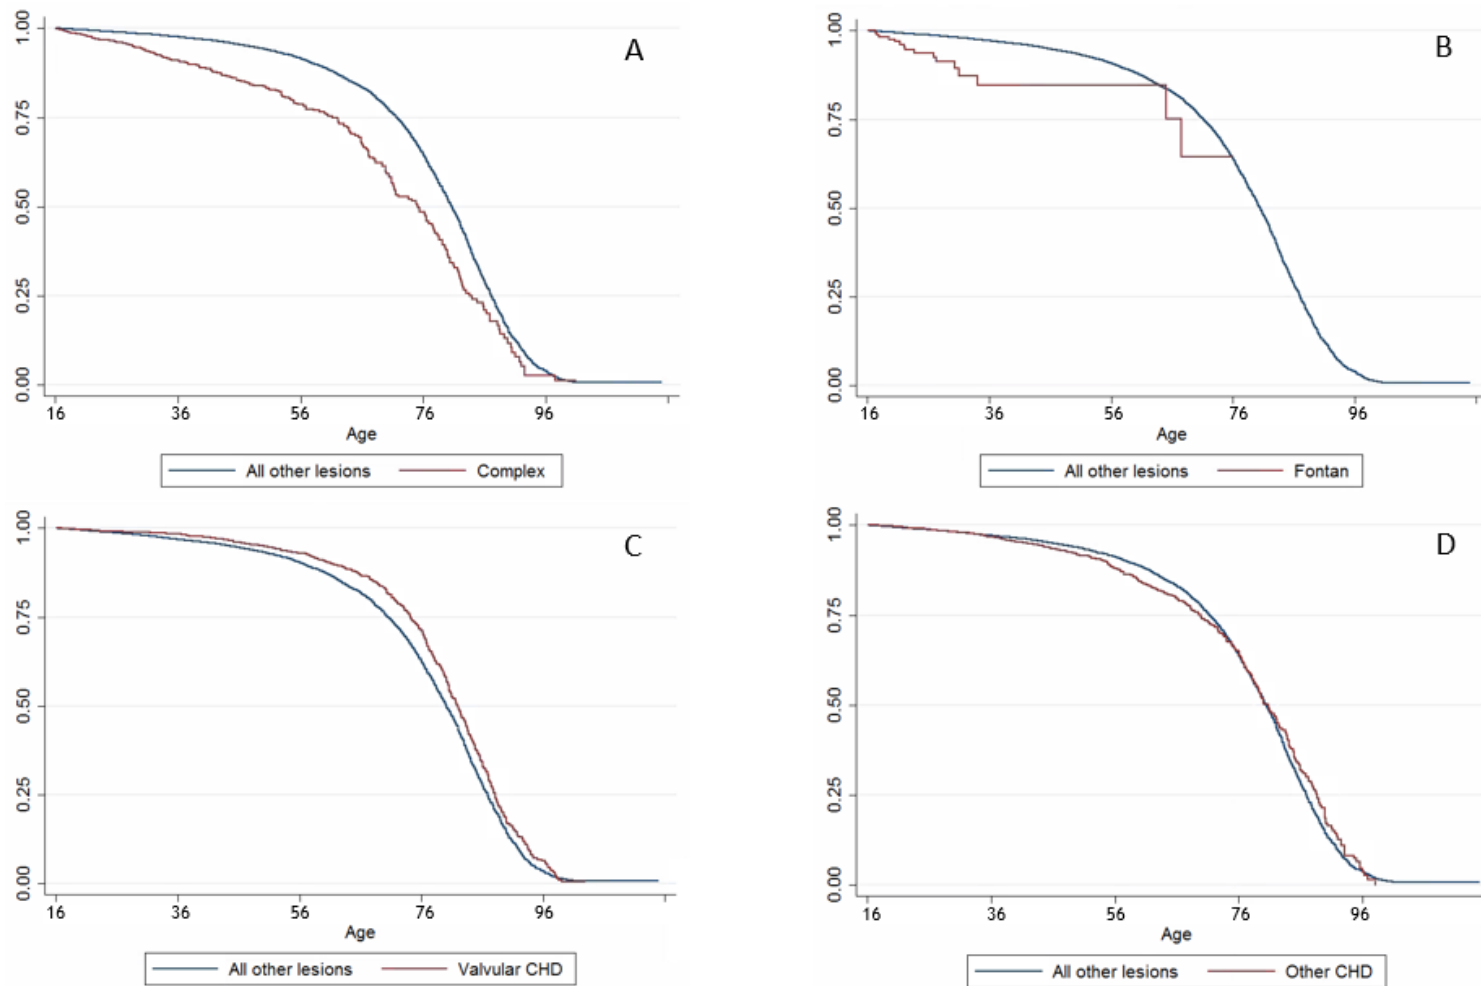 A
1.00
0.75
0.50
0.25
0.00
16 36 56 76 96
Age
All other lesions Complex
B
1.00
0.75
0.50
0.25
0.00
16 36 56 76 96
Age
All other lesions Fontan
C
1.00
0.75
0.50
0.25
0.00
16 36 56 76 96
Age
All other lesions Valvular CHD
D
1.00
0.75
0.50
0.25
0.00
16 36 56 76 96
Age
All other lesions Other CHD